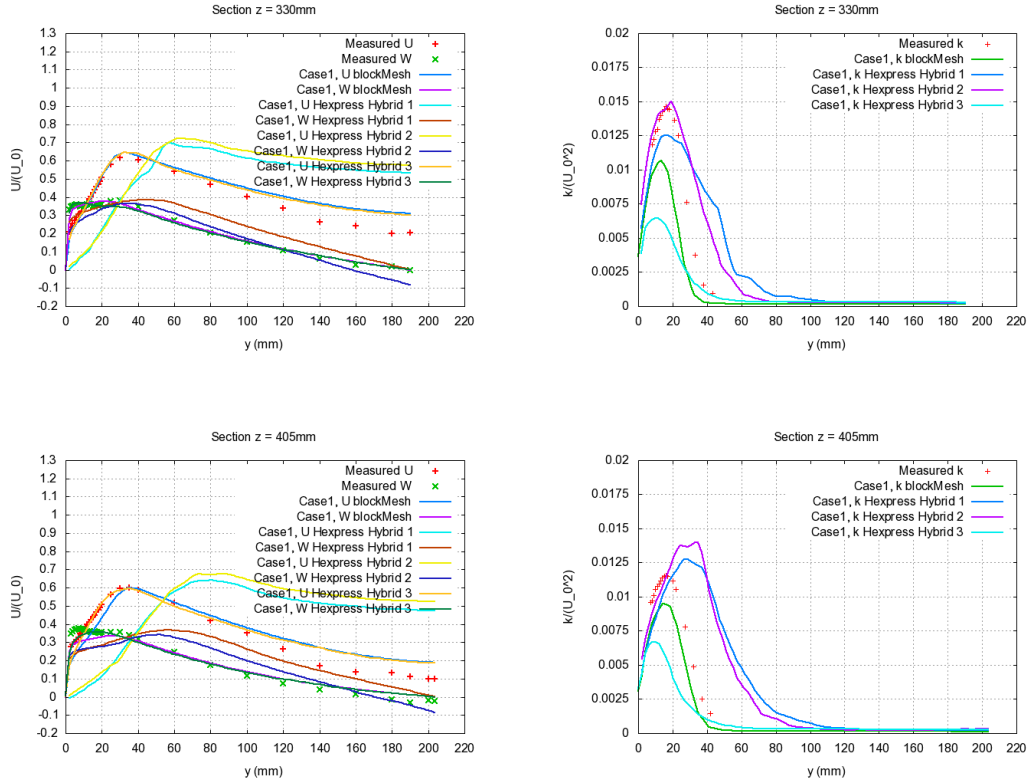 Section z = 330mm
U/(U_0)
1.3
1.2
1.1
1
0.9
0.8
0.7
0.6
0.5
0.4
0.3
0.2
0.1
0
-0.1
-0.2
Measured U
Measured W
Case1, U blockMesh
Case1, W blockMesh
Case1, U Hexpress Hybrid 1
Case1, W Hexpress Hybrid 1
Case1, U Hexpress Hybrid 2
Case1, W Hexpress Hybrid 2
Case1, U Hexpress Hybrid 3
Case1, W Hexpress Hybrid 3
0 20 40 60 80 100 120 140 160 180 200 220
y (mm)
Section z = 330mm
k/(U_0^2)
0.02
0.0175
0.015
0.0125
0.01
0.0075
0.005
0.0025
0
Measured k
Case1, k blockMesh
Case1, k Hexpress Hybrid 1
Case1, k Hexpress Hybrid 2
Case1, k Hexpress Hybrid 3
0 20 40 60 80 100 120 140 160 180 200 220
y (mm)
Section z = 405mm
U/(U_0)
1.3
1.2
1.1
1
0.9
0.8
0.7
0.6
0.5
0.4
0.3
0.2
0.1
0
-0.1
-0.2
Measured U
Measured W
Case1, U blockMesh
Case1, W blockMesh
Case1, U Hexpress Hybrid 1
Case1, W Hexpress Hybrid 1
Case1, U Hexpress Hybrid 2
Case1, W Hexpress Hybrid 2
Case1, U Hexpress Hybrid 3
Case1, W Hexpress Hybrid 3
0 20 40 60 80 100 120 140 160 180 200 220
y (mm)
Section z = 405mm
k/(U_0^2)
0.02
0.0175
0.015
0.0125
0.01
0.0075
0.005
0.0025
0
Measured k
Case1, k blockMesh
Case1, k Hexpress Hybrid 1
Case1, k Hexpress Hybrid 2
Case1, k Hexpress Hybrid 3
0 20 40 60 80 100 120 140 160 180 200 220
y (mm)